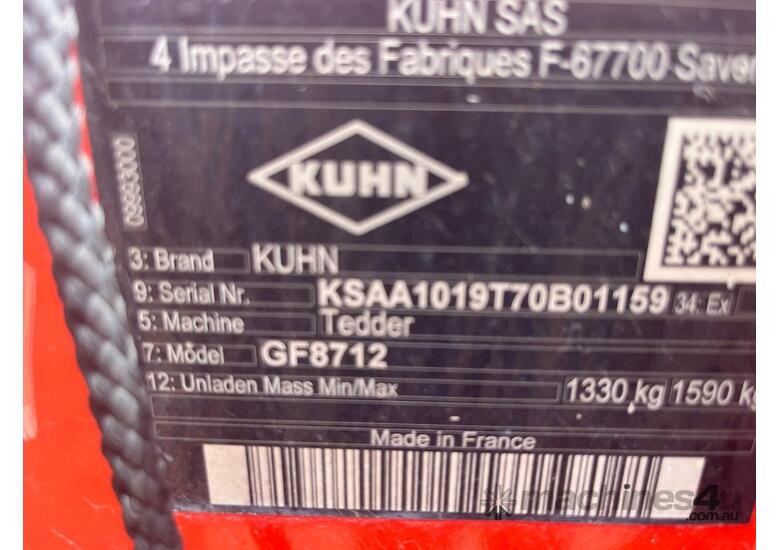 KUHN SAS
4 Impasse des Fabriques F-67700 Saver
09993000
KUHN
3: Brand KUHN
9: Serial Nr. KSAA1019T70B01159 34: Ex
5: Machine Tedder
7: Model GF8712
12: Unladen Mass Min/Max 1330 kg 1590 kg
Made in France
machines4u
.com.au